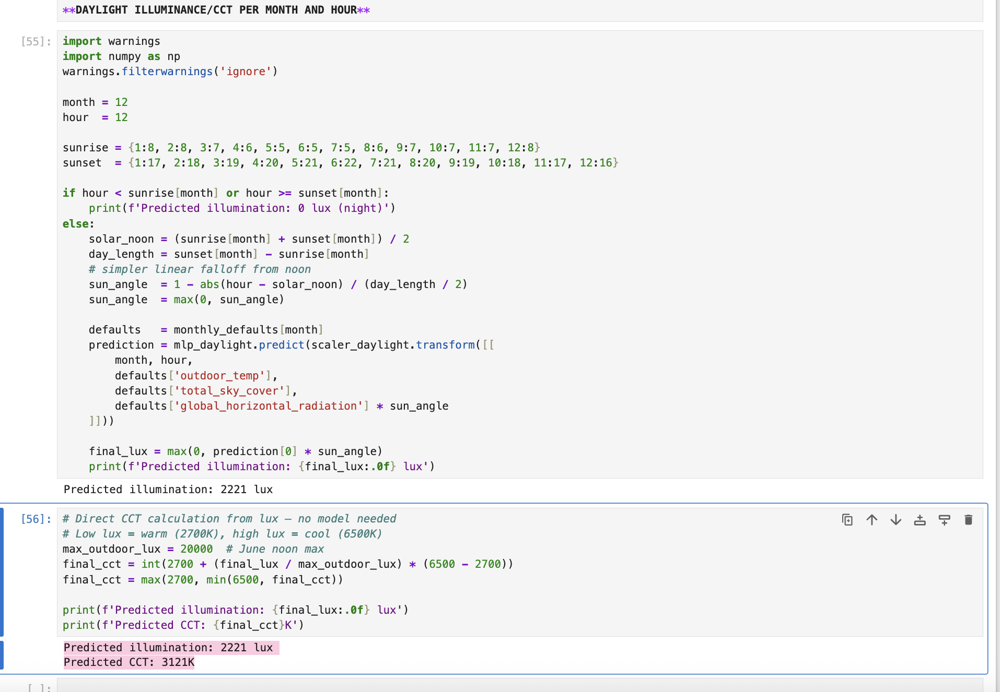 **DAYLIGHT ILLUMINANCE/CCT PER MONTH AND HOUR**
[55]:
import warnings
import numpy as np
warnings.filterwarnings('ignore')

month = 12
hour  = 12

sunrise = {1:8, 2:8, 3:7, 4:6, 5:5, 6:5, 7:5, 8:6, 9:7, 10:7, 11:7, 12:8}
sunset  = {1:17, 2:18, 3:19, 4:20, 5:21, 6:22, 7:21, 8:20, 9:19, 10:18, 11:17, 12:16}

if hour < sunrise[month] or hour >= sunset[month]:
    print(f'Predicted illumination: 0 lux (night)')
else:
    solar_noon = (sunrise[month] + sunset[month]) / 2
    day_length = sunset[month] - sunrise[month]
    # simpler linear falloff from noon
    sun_angle  = 1 - abs(hour - solar_noon) / (day_length / 2)
    sun_angle  = max(0, sun_angle)

    defaults   = monthly_defaults[month]
    prediction = mlp_daylight.predict(scaler_daylight.transform([[
        month, hour,
        defaults['outdoor_temp'],
        defaults['total_sky_cover'],
        defaults['global_horizontal_radiation'] * sun_angle
    ]]))

    final_lux = max(0, prediction[0] * sun_angle)
    print(f'Predicted illumination: {final_lux:.0f} lux')
Predicted illumination: 2221 lux
[56]:
# Direct CCT calculation from lux — no model needed
# Low lux = warm (2700K), high lux = cool (6500K)
max_outdoor_lux = 20000  # June noon max
final_cct = int(2700 + (final_lux / max_outdoor_lux) * (6500 - 2700))
final_cct = max(2700, min(6500, final_cct))

print(f'Predicted illumination: {final_lux:.0f} lux')
print(f'Predicted CCT: {final_cct}K')
Predicted illumination: 2221 lux
Predicted CCT: 3121K
[ ]: